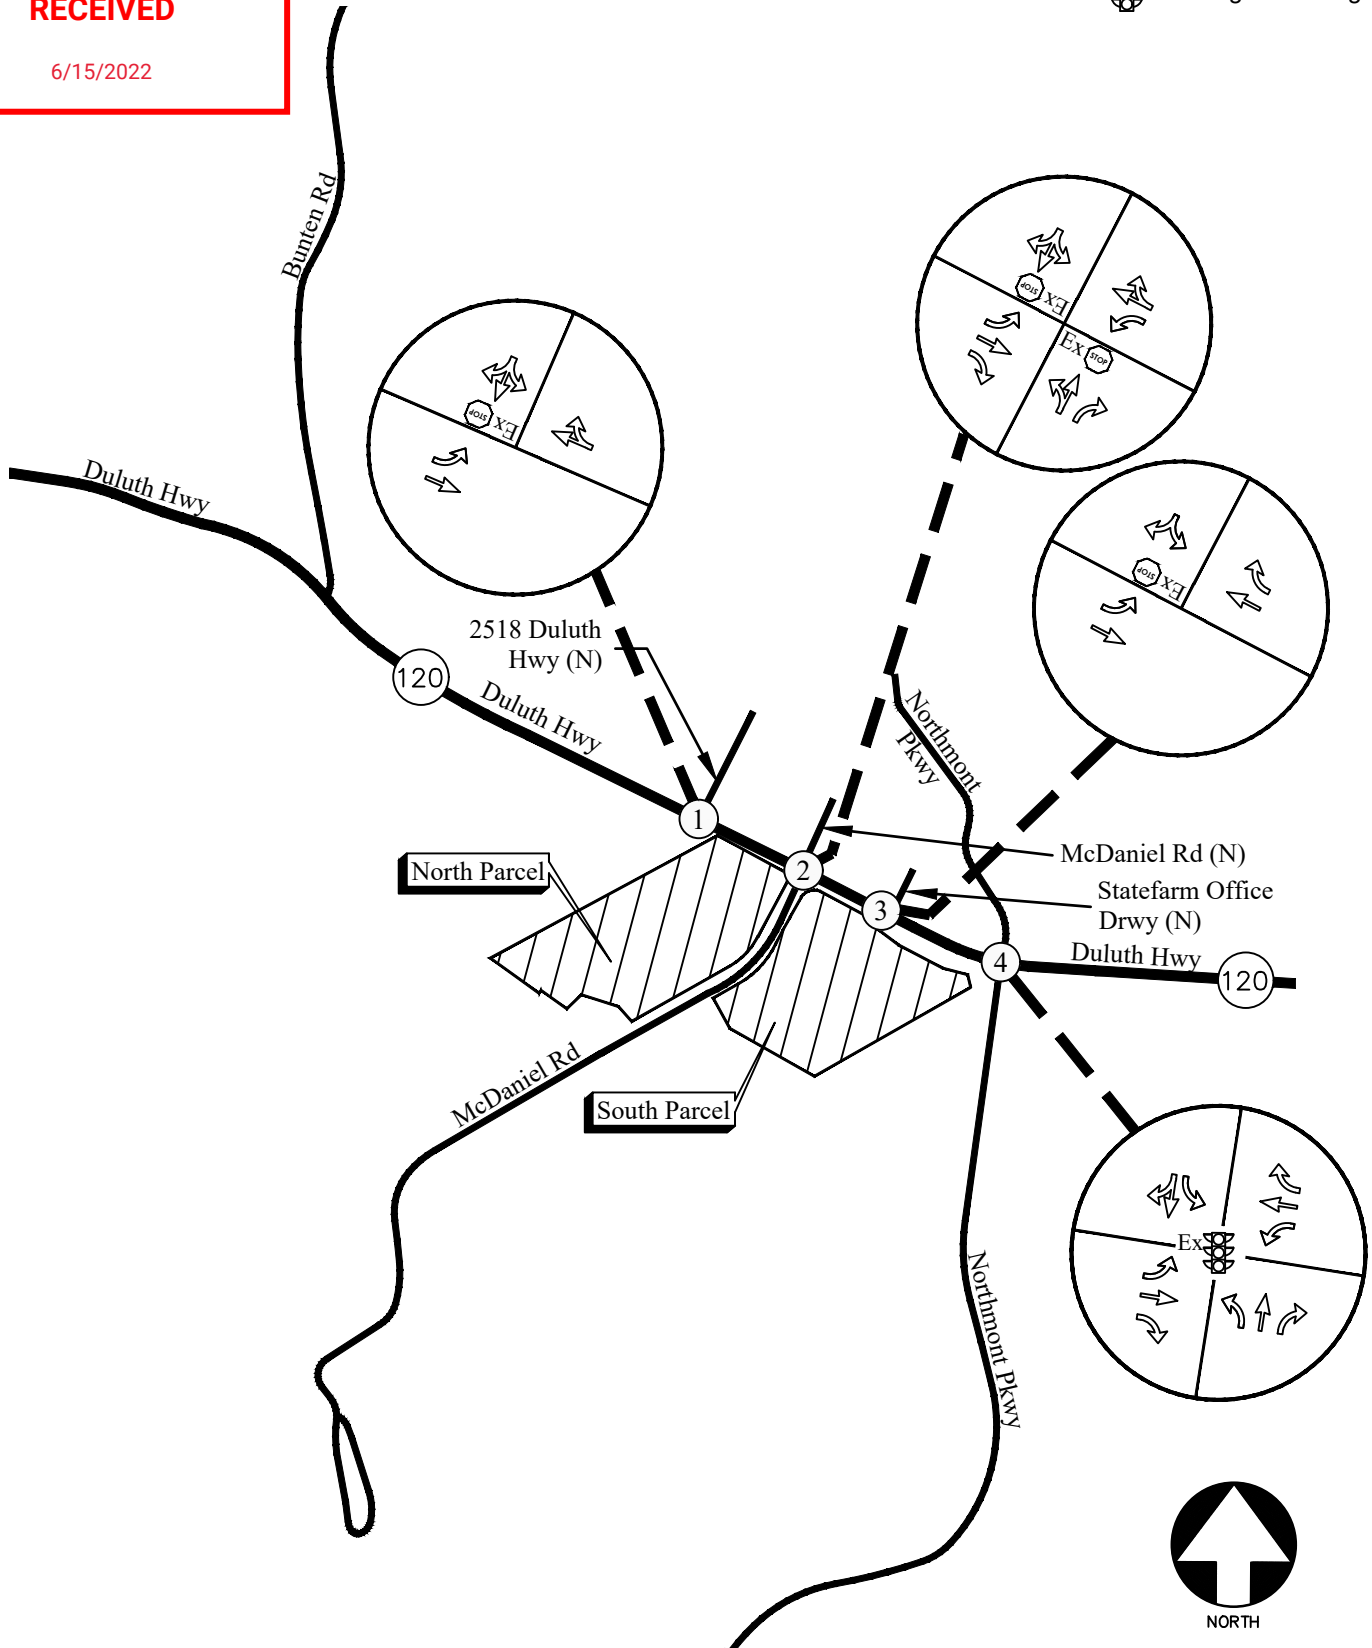 RECEIVED
6/15/2022
Bunten Rd
Duluth Hwy
STOP
Ex
Ex
STOP
STOP
Ex
STOP
Ex
2518 Duluth
Hwy (N)
120
Duluth Hwy
Northmont
Pkwy
1
McDaniel Rd (N)
North Parcel
2
Statefarm Office
Drwy (N)
3
Duluth Hwy
4
120
McDaniel Rd
South Parcel
Ex
Northmont Pkwy
NORTH